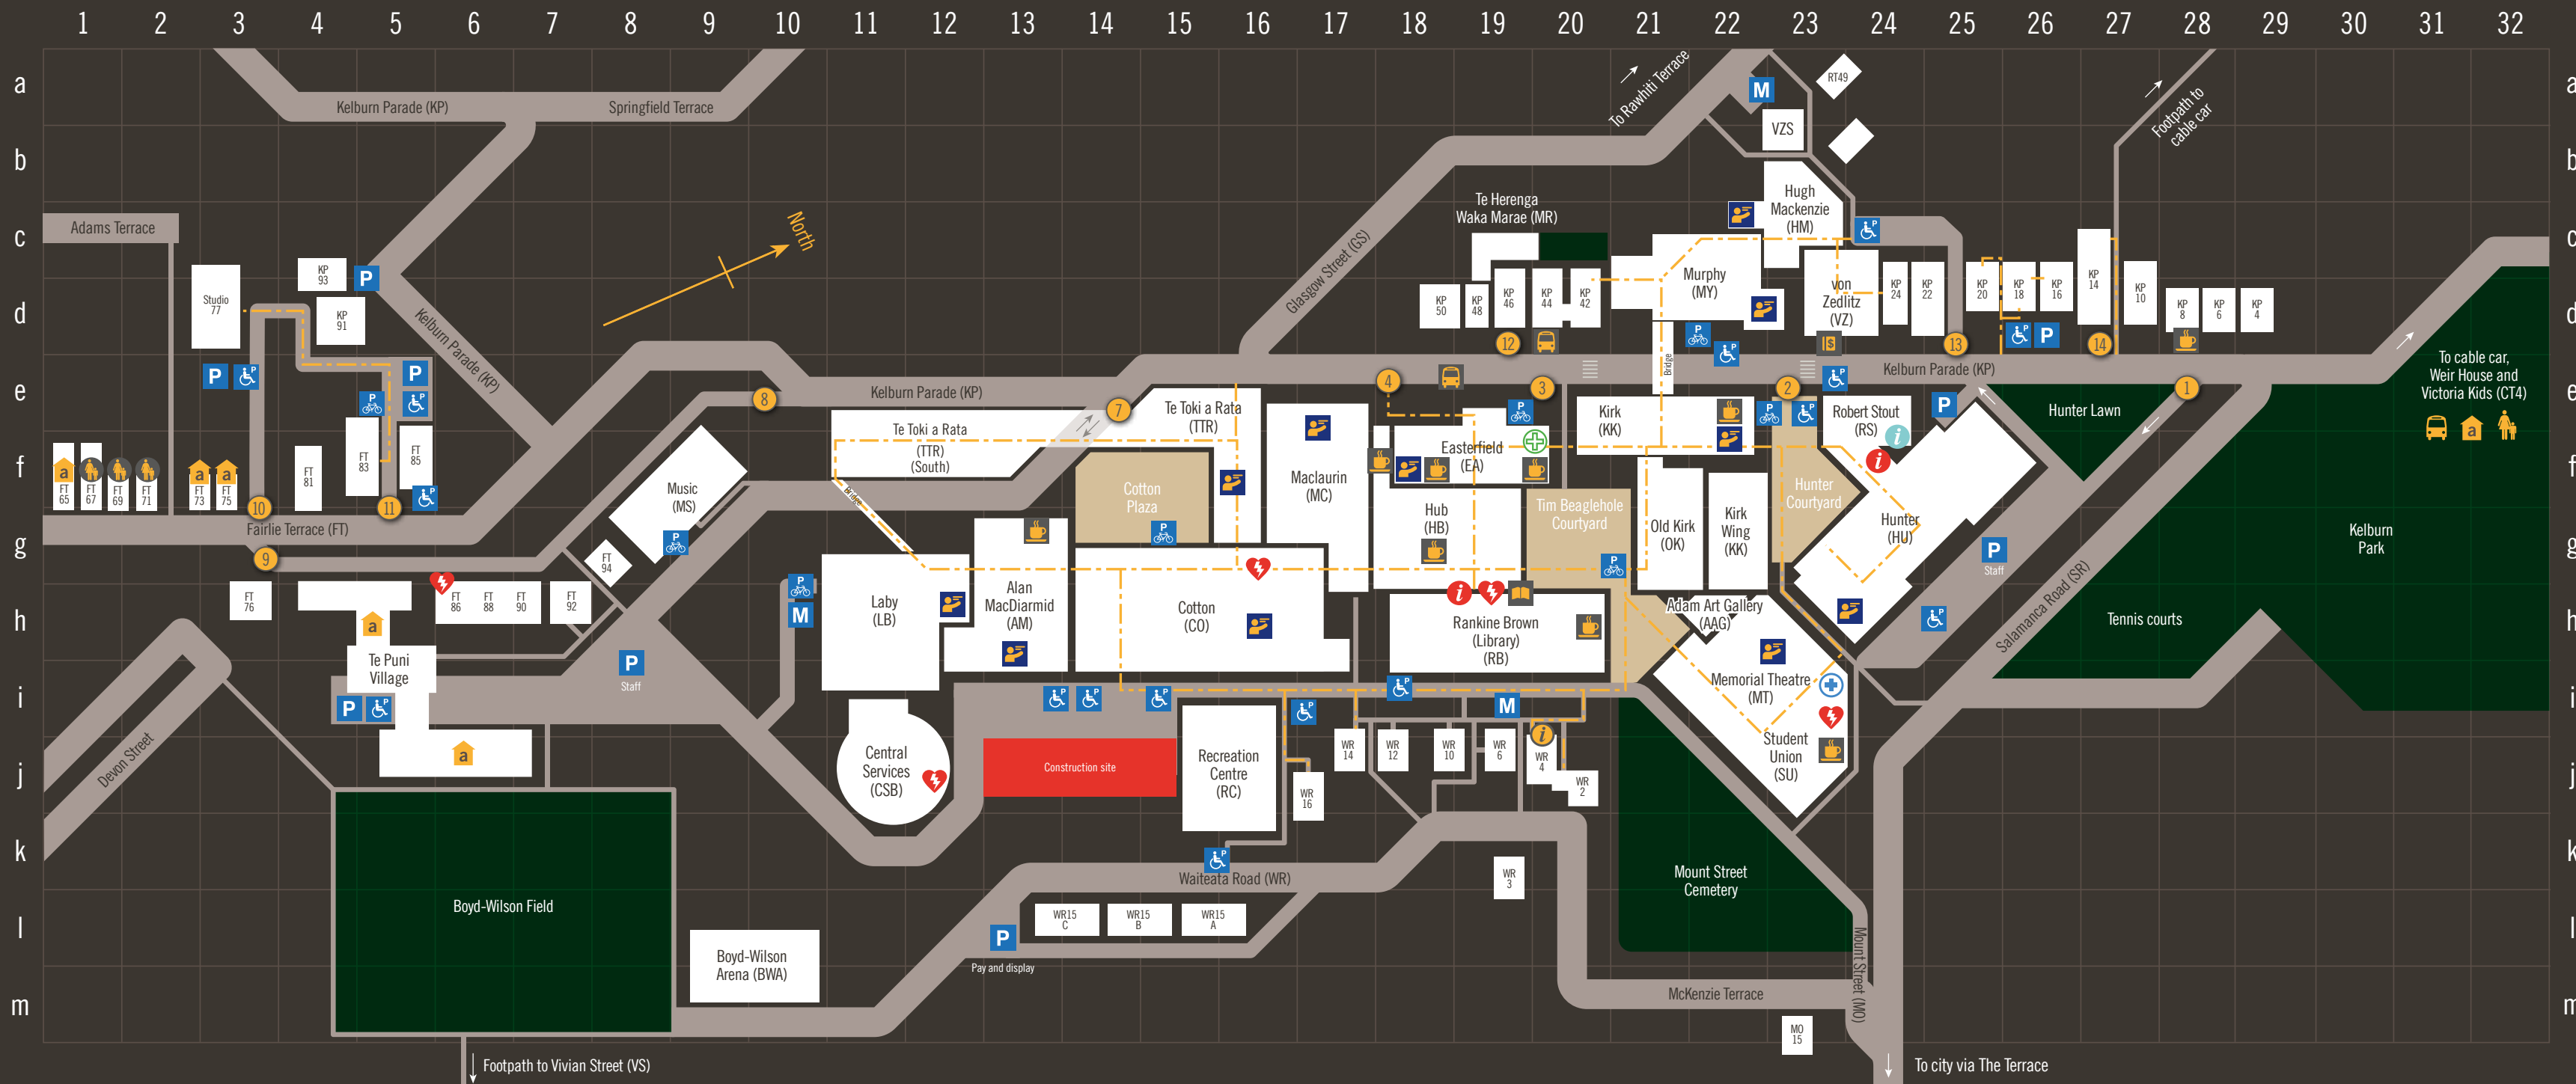 1 2 3 4 5 6 7 8 9 10 11 12 13 14 15 16 17 18 19 20 21 22 23 24 25 26 27 28 29 30 31 32
a
a
b
b
c
c
d
d
e
e
f
f
g
g
h
h
i
i
j
j
k
k
l
l
m
m
Kelburn Parade (KP)
Springfield Terrace
To Rawhiti Terrace
M
RT49
VZS
Footpath to
cable car
Adams Terrace
North
Te Herenga
Waka Marae (MR)
Hugh
Mackenzie
(HM)
Glasgow Street (GS)
Studio
77
KP
93
P
KP
91
Kelburn Parade (KP)
KP
50
KP
48
KP
46
KP
44
KP
42
Murphy
(MY)
von
Zedlitz
(VZ)
KP
24
KP
22
KP
20
KP
18
KP
16
KP
14
KP
10
KP
8
KP
6
KP
4
P
P
12
13
14
Bridge
Kelburn Parade (KP)
To cable car,
Weir House and
Victoria Kids (CT4)
a
P
P
P
P
8
Kelburn Parade (KP)
7
4
3
2
1
P
P
P
P
P
P
P
P
P
Te Toki a Rata
(TTR)
Te Toki a Rata
(TTR)
(South)
Kirk
(KK)
Robert Stout
(RS)
i
i
Hunter Lawn
Easterfield
(EA)
Maclaurin
(MC)
a
FT
65
FT
67
FT
69
FT
71
a
FT
73
a
FT
75
FT
81
FT
83
FT
85
P
10
11
Fairlie Terrace (FT)
9
Music
(MS)
P
Bridge
Cotton
Plaza
P
Hub
(HB)
Tim Beaglehole
Courtyard
Old Kirk
(OK)
Kirk
Wing
(KK)
Hunter
Courtyard
Hunter
(HU)
P
Staff
Kelburn
Park
FT
94
FT
76
FT
86
FT
88
FT
90
FT
92
P
M
Laby
(LB)
Alan
MacDiarmid
(AM)
Cotton
(CO)
i
Rankine Brown
(Library)
(RB)
P
Adam Art Gallery
(AAG)
P
Salamanca Road (SR)
Tennis courts
a
Te Puni
Village
P
P
P
Staff
P
P
P
P
P
M
Memorial Theatre
(MT)
Devon Street
a
Central
Services
(CSB)
Construction site
Recreation
Centre
(RC)
WR
16
WR
14
WR
12
WR
10
WR
6
i
WR
4
WR
2
Student
Union
(SU)
P
Waiteata Road (WR)
WR
3
Mount Street
Cemetery
Boyd-Wilson Field
WR15
C
WR15
B
WR15
A
P
Pay and display
Boyd-Wilson
Arena (BWA)
Mount Street (MO)
McKenzie Terrace
MO
15
Footpath to Vivian Street (VS)
To city via The Terrace